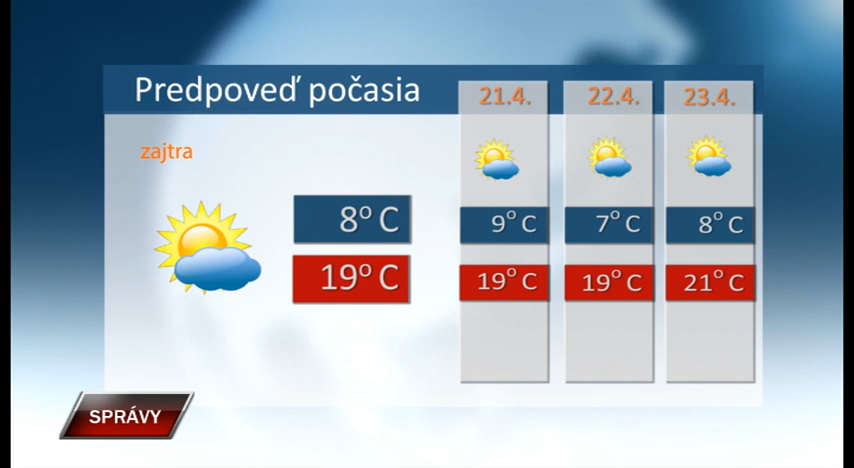 Predpoveď počasia
zajtra
8° C
19° C
21.4.
9° C
19° C
22.4.
7° C
19° C
23.4.
8° C
21° C
SPRÁVY